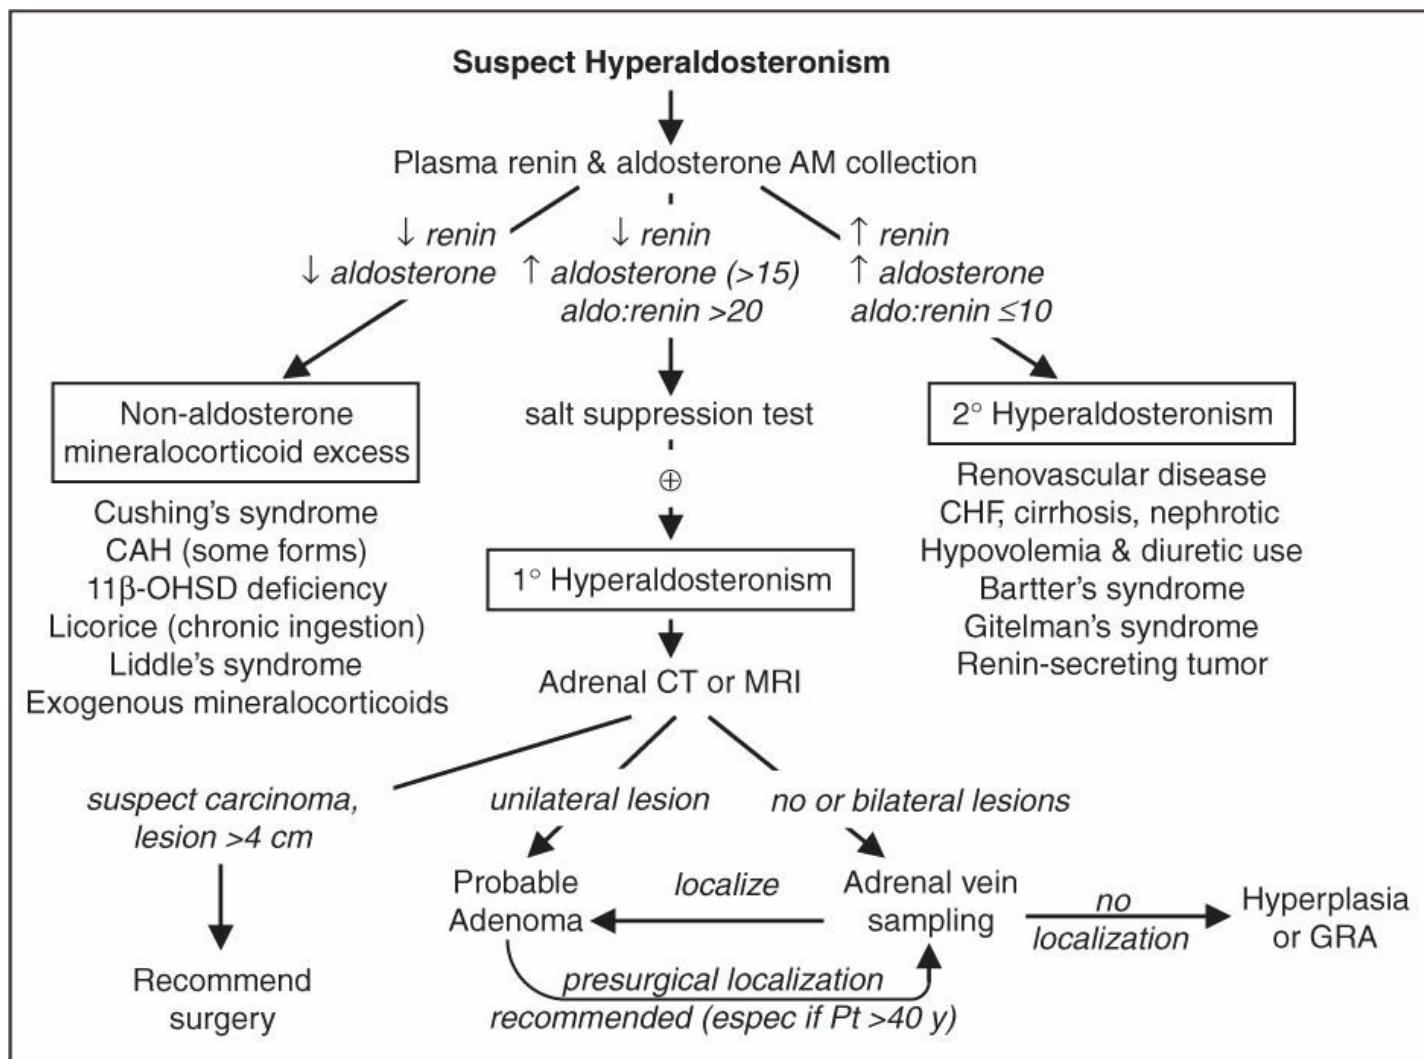 Suspect Hyperaldosteronism
Plasma renin & aldosterone AM collection
↓ renin
↓ aldosterone
↓ renin
↑ aldosterone (>15)
aldo:renin >20
↑ renin
↑ aldosterone
aldo:renin ≤10
Non-aldosterone
mineralocorticoid excess
Cushing’s syndrome
CAH (some forms)
11β-OHSD deficiency
Licorice (chronic ingestion)
Liddle’s syndrome
Exogenous mineralocorticoids
salt suppression test
⊕
1° Hyperaldosteronism
Adrenal CT or MRI
2° Hyperaldosteronism
Renovascular disease
CHF, cirrhosis, nephrotic
Hypovolemia & diuretic use
Bartter’s syndrome
Gitelman’s syndrome
Renin-secreting tumor
suspect carcinoma,
lesion >4 cm
Recommend
surgery
unilateral lesion
Probable
Adenoma
no or bilateral lesions
localize
Adrenal vein
sampling
no
localization
Hyperplasia
or GRA
presurgical localization
recommended (espec if Pt >40 y)